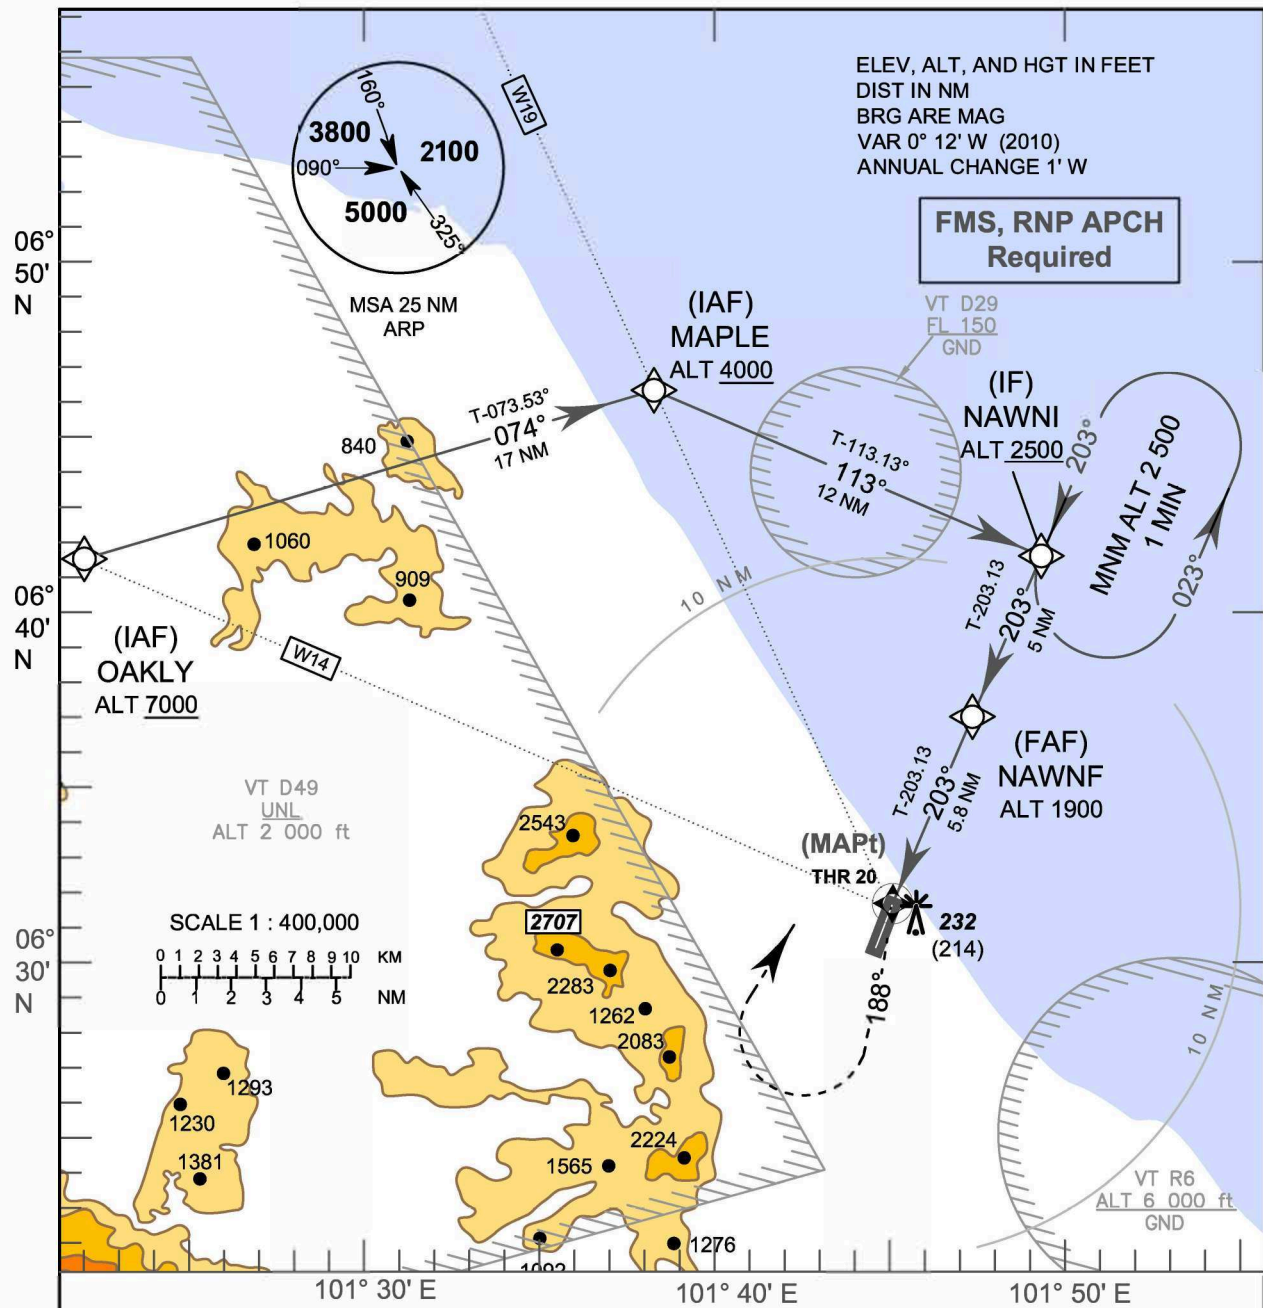 ELEV, ALT, AND HGT IN FEET
DIST IN NM
BRG ARE MAG
VAR 0° 12' W (2010)
ANNUAL CHANGE 1' W
FMS, RNP APCH
Required
160°
3800
2100
090°
5000
325°
MSA 25 NM
ARP
W19
06°
50'
N
(IAF)
MAPLE
ALT 4000
VT D29
FL 150
GND
(IF)
NAWNI
ALT 2500
203°
MNM ALT 2 500
1 MIN
023°
T-073.53°
074°
17 NM
T-113.13°
113°
12 NM
840
1060
909
10 NM
T-203.13
203°
5 NM
06°
40'
N
(IAF)
OAKLY
ALT 7000
W14
(FAF)
NAWNF
ALT 1900
T-203.13
203°
5.8 NM
(MAPt)
THR 20
232
(214)
188°
VT D49
UNL
ALT 2 000 ft
SCALE 1 : 400,000
0 1 2 3 4 5 6 7 8 9 10 KM
0 1 2 3 4 5 NM
06°
30'
N
2543
2707
2283
1262
2083
2224
1565
1276
1092
1293
1230
1381
10 NM
VT R6
ALT 6 000 ft
GND
101° 30' E
101° 40' E
101° 50' E